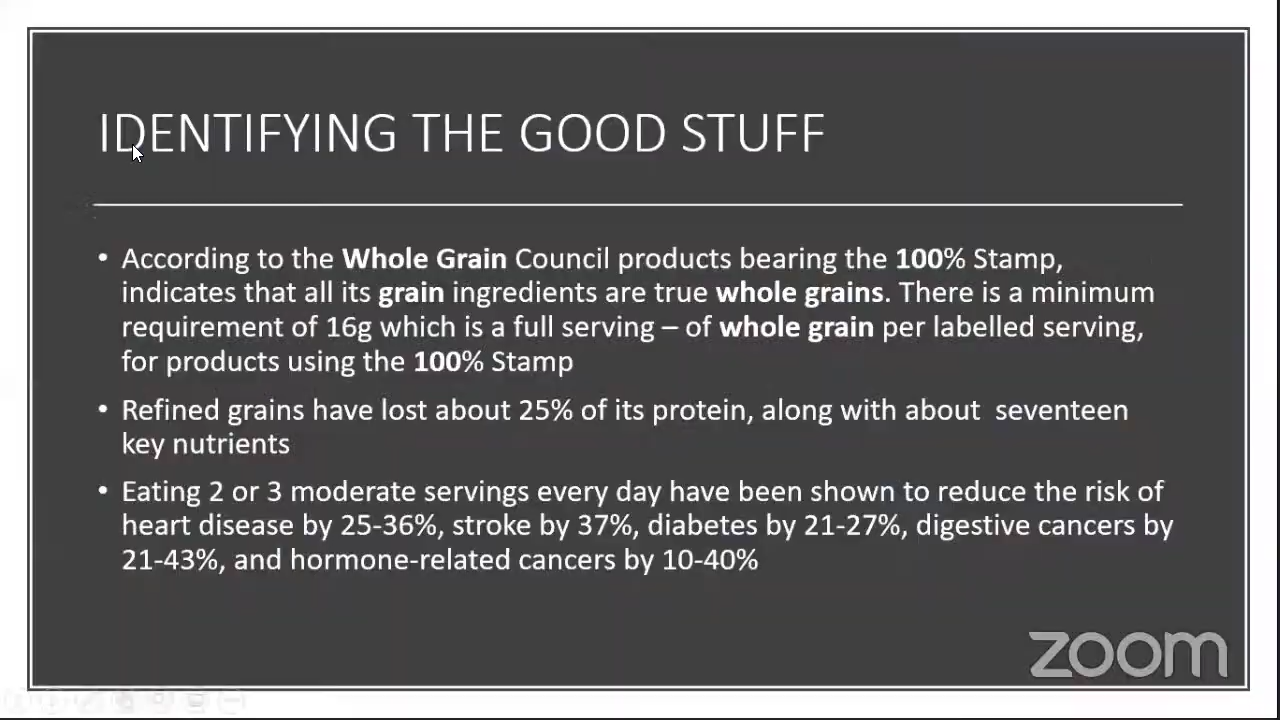 IDENTIFYING THE GOOD STUFF
• According to the Whole Grain Council products bearing the 100% Stamp,
indicates that all its grain ingredients are true whole grains. There is a minimum
requirement of 16g which is a full serving – of whole grain per labelled serving,
for products using the 100% Stamp
• Refined grains have lost about 25% of its protein, along with about  seventeen
key nutrients
• Eating 2 or 3 moderate servings every day have been shown to reduce the risk of
heart disease by 25-36%, stroke by 37%, diabetes by 21-27%, digestive cancers by
21-43%, and hormone-related cancers by 10-40%
zoom